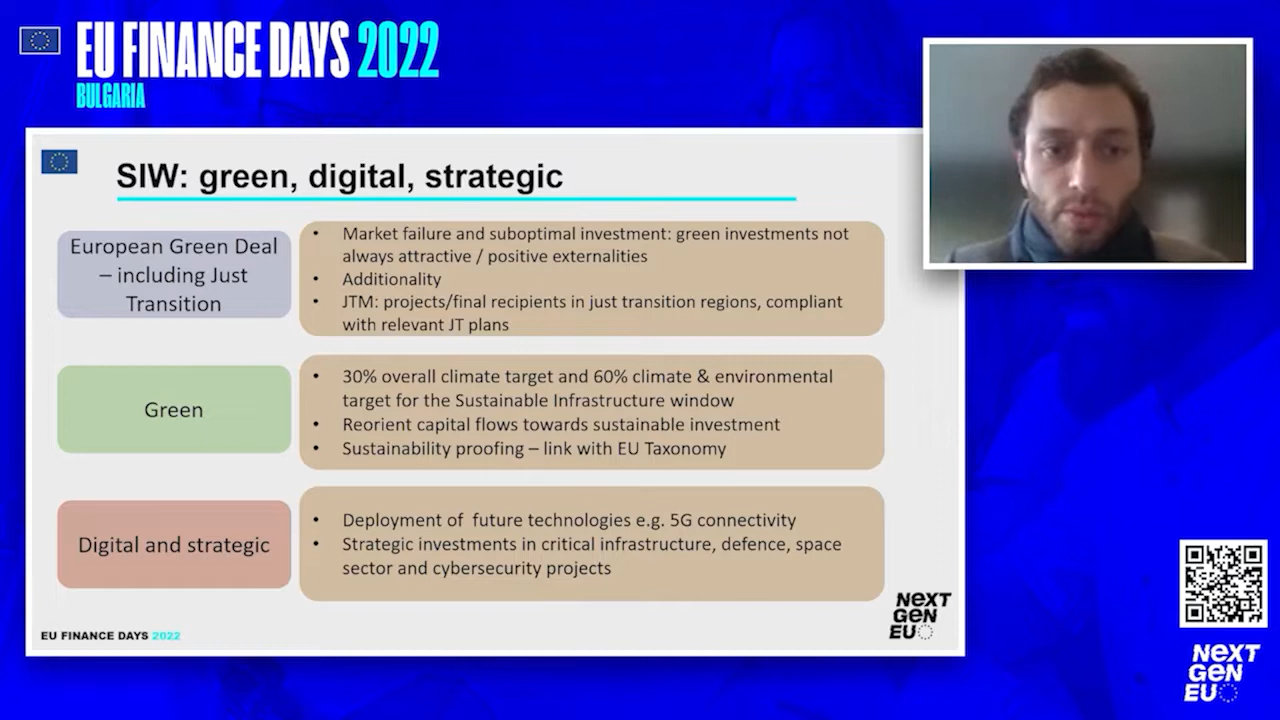 EU FINANCE DAYS 2022
BULGARIA
SIW: green, digital, strategic
European Green Deal
– including Just
Transition
• Market failure and suboptimal investment: green investments not
always attractive / positive externalities
• Additionality
• JTM: projects/final recipients in just transition regions, compliant
with relevant JT plans
Green
• 30% overall climate target and 60% climate & environmental
target for the Sustainable Infrastructure window
• Reorient capital flows towards sustainable investment
• Sustainability proofing – link with EU Taxonomy
Digital and strategic
• Deployment of  future technologies e.g. 5G connectivity
• Strategic investments in critical infrastructure, defence, space
sector and cybersecurity projects
NEXT
GEN
EU
EU FINANCE DAYS 2022
NEXT
GEN
EU